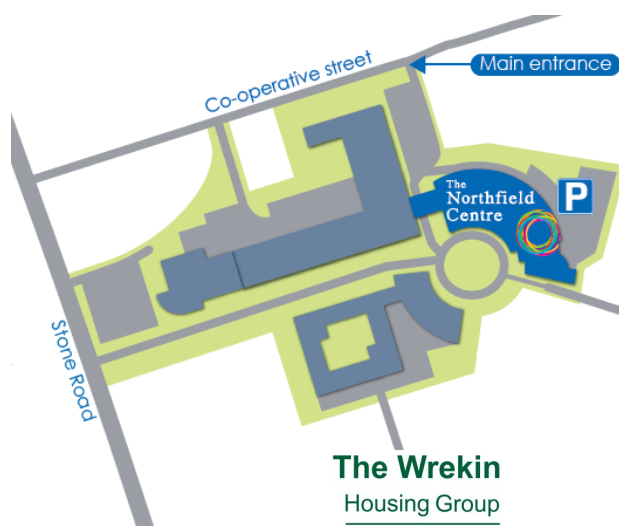 Co-operative street
Main entrance
The
Northfield
Centre
P
Stone Road
The Wrekin
Housing Group